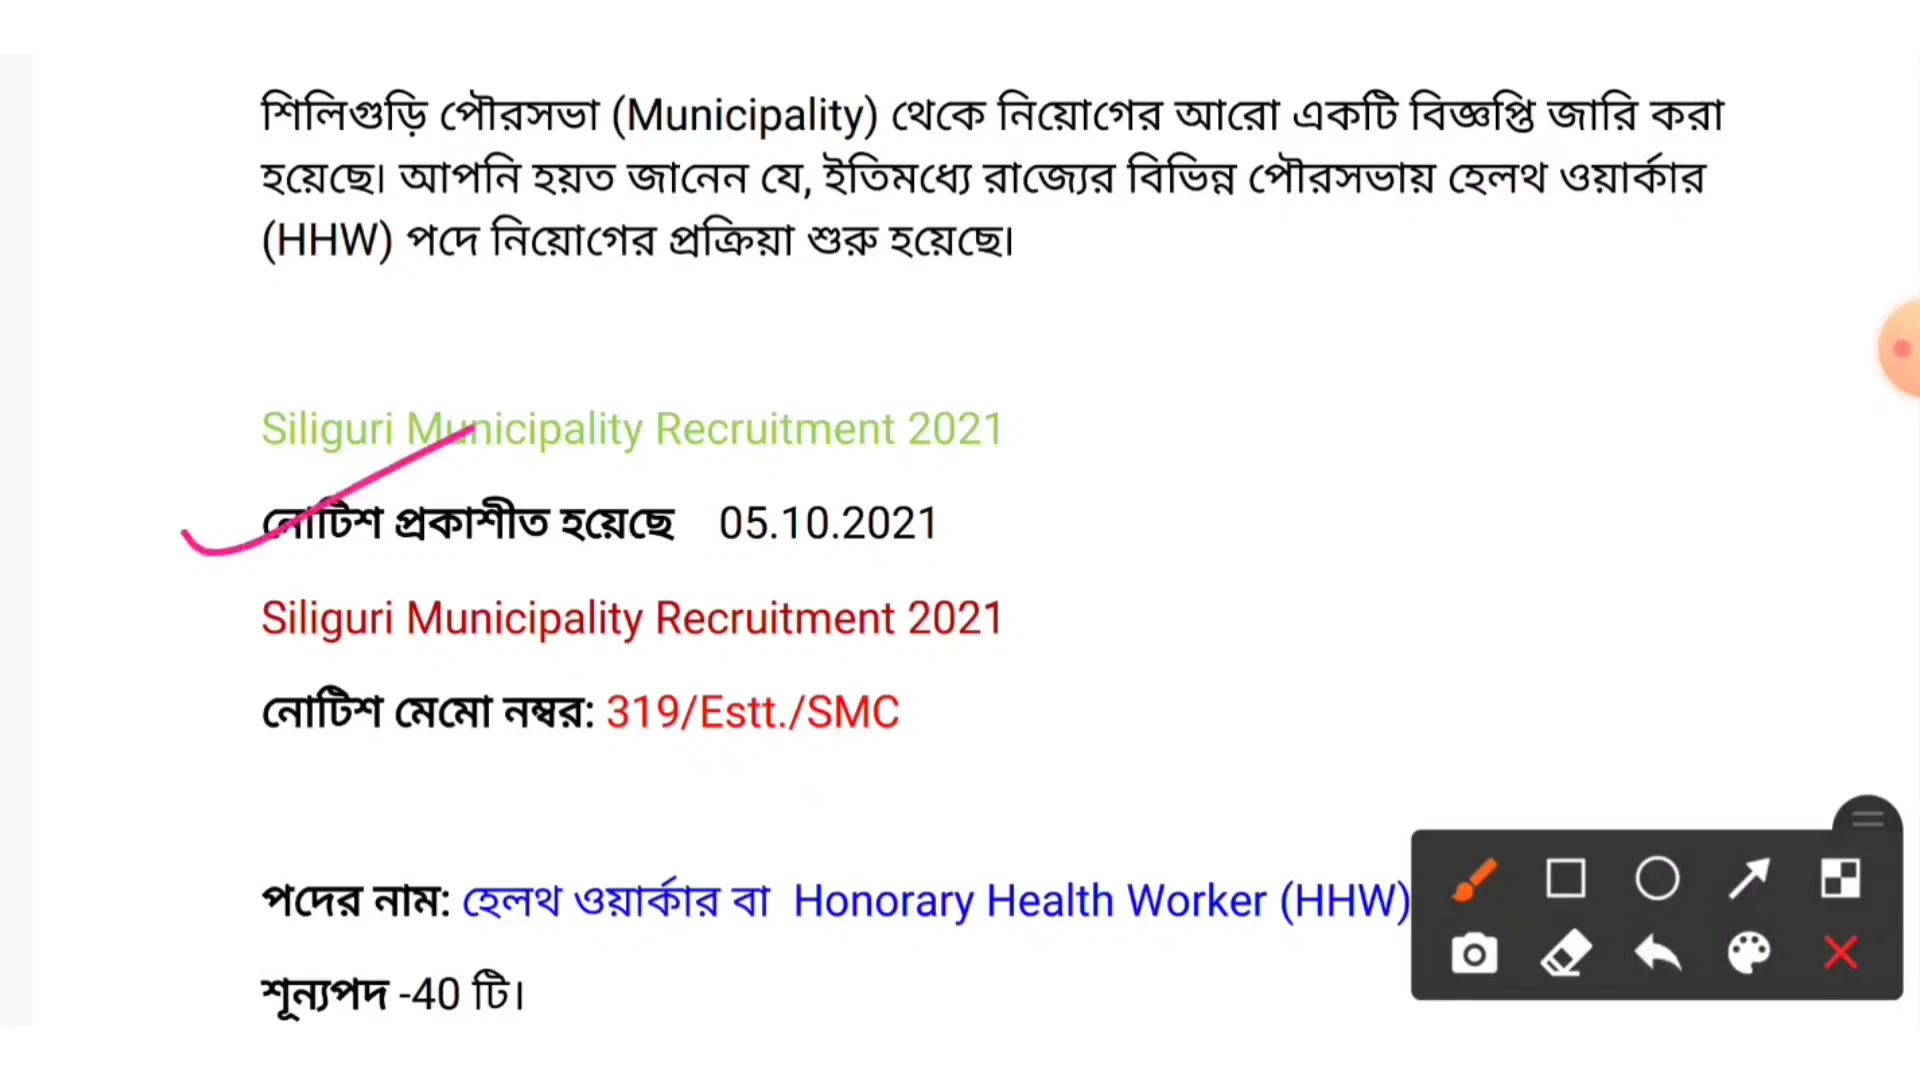 শিলিগুড়ি পৌরসভা (Municipality) থেকে নিয়োগের আরো একটি বিজ্ঞপ্তি জারি করা
হয়েছে। আপনি হয়ত জানেন যে, ইতিমধ্যে রাজ্যের বিভিন্ন পৌরসভায় হেলথ ওয়ার্কার
(HHW) পদে নিয়োগের প্রক্রিয়া শুরু হয়েছে।
Siliguri Municipality Recruitment 2021
নোটিশ প্রকাশীত হয়েছে 05.10.2021
Siliguri Municipality Recruitment 2021
নোটিশ মেমো নম্বর: 319/Estt./SMC
পদের নাম: হেলথ ওয়ার্কার বা Honorary Health Worker (HHW)
শূন্যপদ -40 টি।